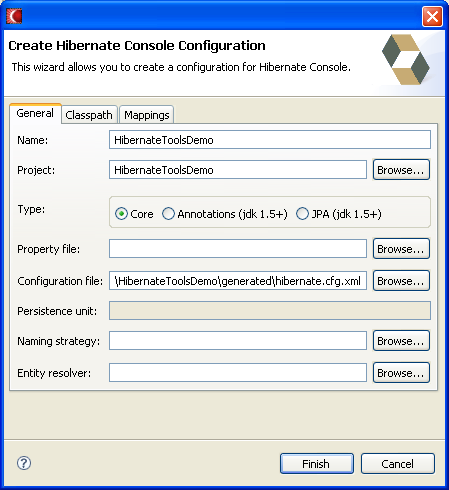 Create Hibernate Console Configuration
This wizard allows you to create a configuration for Hibernate Console.
General Classpath Mappings
Name: HibernateToolsDemo
Project: HibernateToolsDemo Browse...
Type: Core Annotations (jdk 1.5+) JPA (jdk 1.5+)
Property file: Browse...
Configuration file: \HibernateToolsDemo\generated\hibernate.cfg.xml Browse...
Persistence unit:
Naming strategy: Browse...
Entity resolver: Browse...
? Finish Cancel